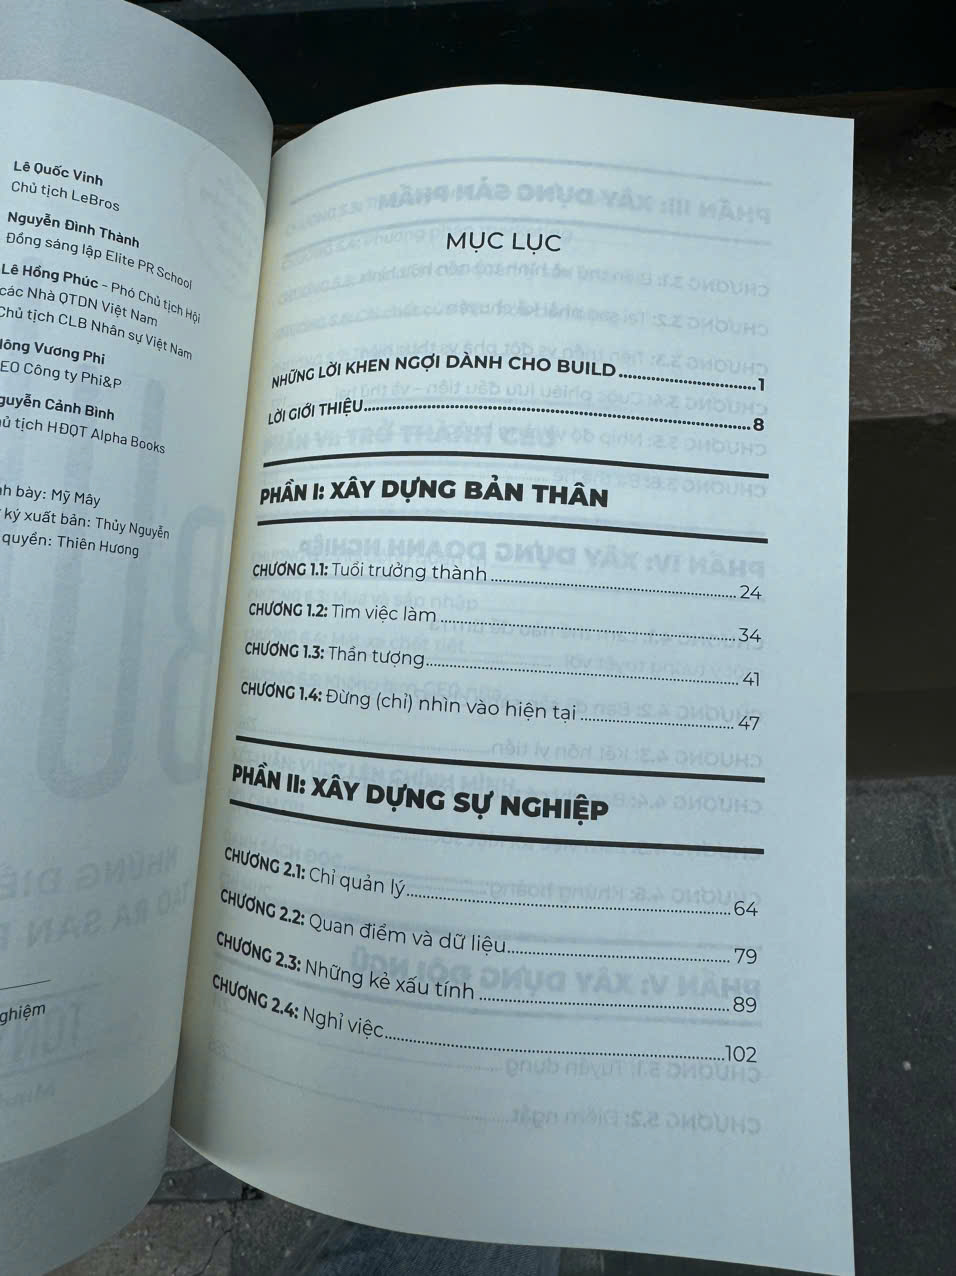 Lê Quốc Vinh
Chủ tịch LeBros
Nguyễn Đình Thành
Đồng sáng lập Elite PR School
Lê Hồng Phúc – Phó Chủ tịch Hội
các Nhà QTDN Việt Nam
Chủ tịch CLB Nhân sự Việt Nam
Vương Phi
Công ty Phi&P
Cảnh Bình
tịch HĐQT Alpha Books
bày: Mỹ Mây
ký xuất bản: Thủy Nguyễn
quyền: Thiên Hương
MỤC LỤC
NHỮNG LỜI KHEN NGỢI DÀNH CHO BUILD 1
LỜI GIỚI THIỆU 8
PHẦN I: XÂY DỰNG BẢN THÂN
CHƯƠNG 1.1: Tuổi trưởng thành 24
CHƯƠNG 1.2: Tìm việc làm 34
CHƯƠNG 1.3: Thần tượng 41
CHƯƠNG 1.4: Đừng (chỉ) nhìn vào hiện tại 47
PHẦN II: XÂY DỰNG SỰ NGHIỆP
CHƯƠNG 2.1: Chỉ quản lý 64
CHƯƠNG 2.2: Quan điểm và dữ liệu 79
CHƯƠNG 2.3: Những kẻ xấu tính 89
CHƯƠNG 2.4: Nghỉ việc 102